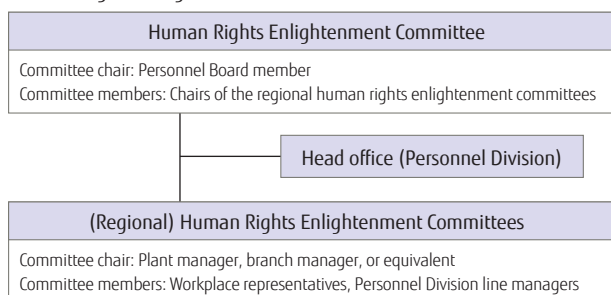 Human Rights Enlightenment Committee
Committee chair: Personnel Board member
Committee members: Chairs of the regional human rights enlightenment committees
Head office (Personnel Division)
(Regional) Human Rights Enlightenment Committees
Committee chair: Plant manager, branch manager, or equivalent
Committee members: Workplace representatives, Personnel Division line managers